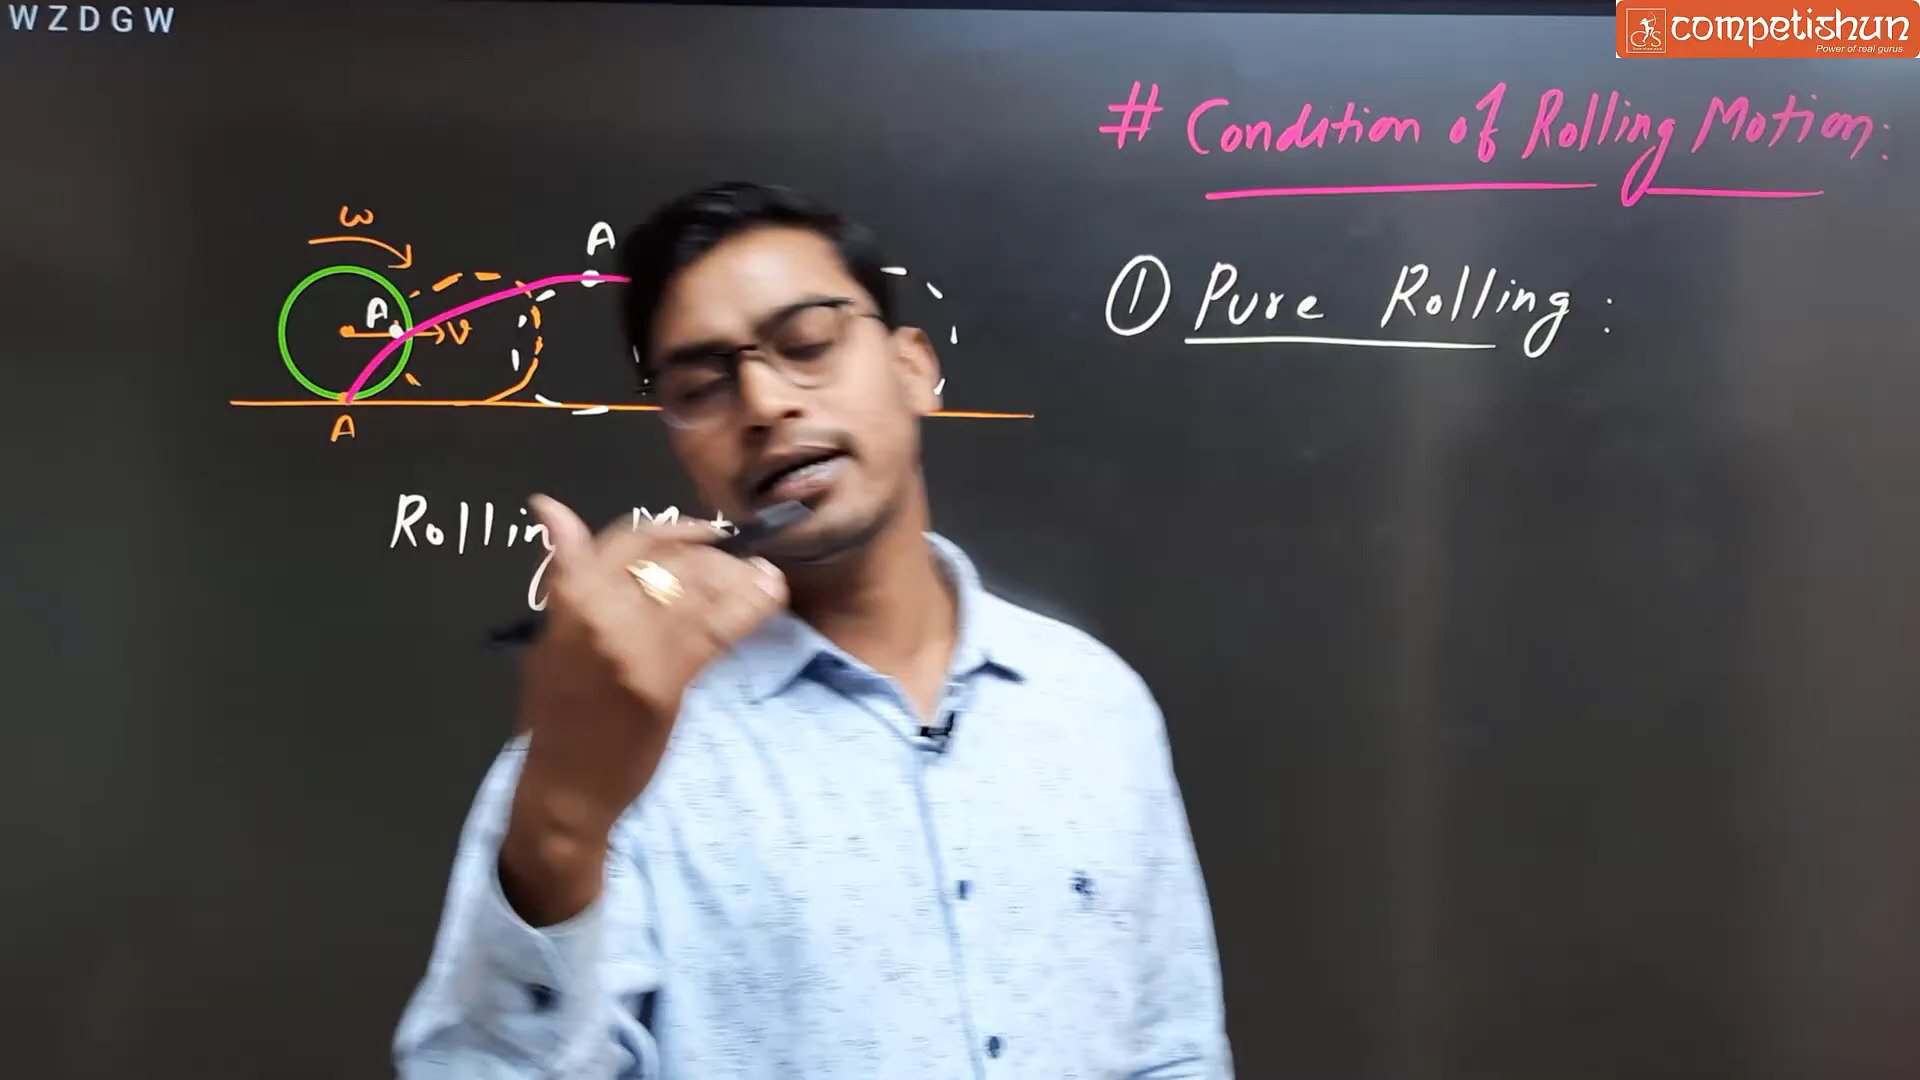 WZDGW
competishun
Power of real gurus
# Condition of Rolling Motion:
ω
A
A
v
A
① Pure Rolling:
Rolling